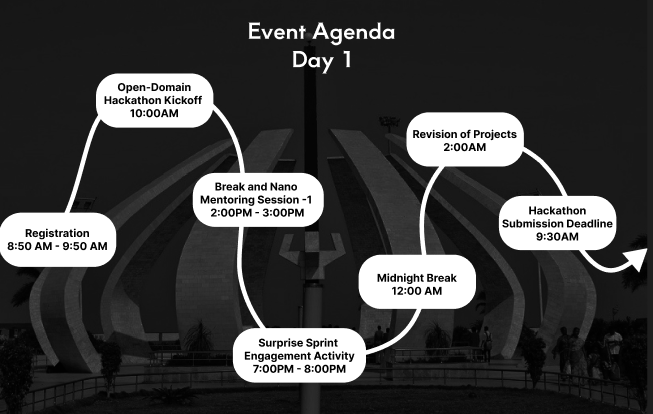 Event Agenda
Day 1
Registration
8:50 AM - 9:50 AM
Open-Domain
Hackathon Kickoff
10:00AM
Break and Nano
Mentoring Session -1
2:00PM - 3:00PM
Surprise Sprint
Engagement Activity
7:00PM - 8:00PM
Midnight Break
12:00 AM
Revision of Projects
2:00AM
Hackathon
Submission Deadline
9:30AM